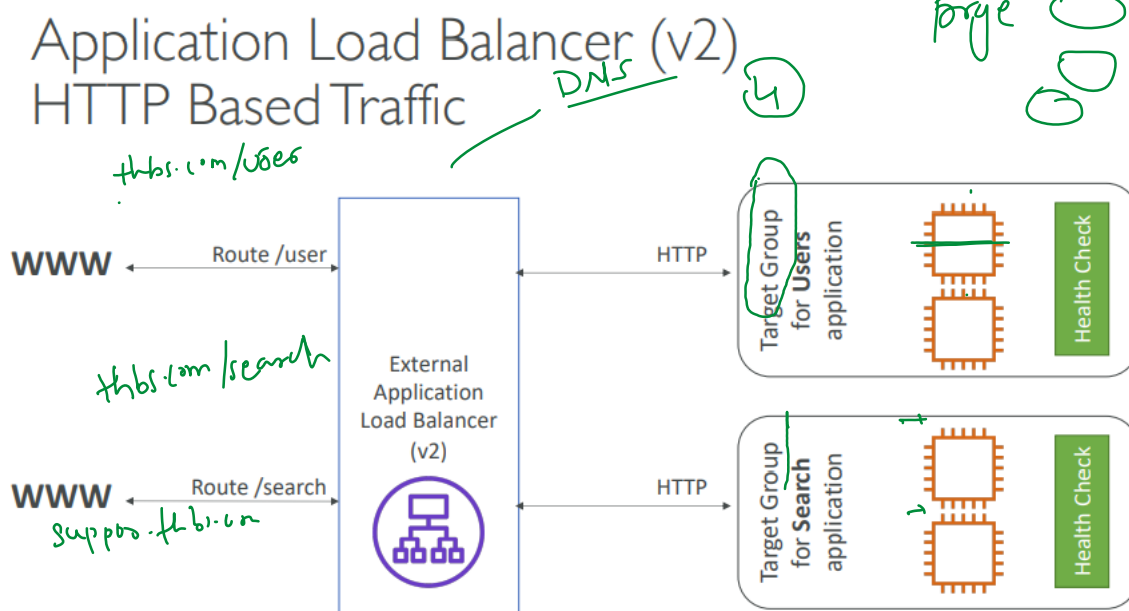 Application Load Balancer (v2)
HTTP Based Traffic
DNS
4
thbs.com/user
WWW
Route /user
HTTP
Target Group
for Users
application
Health Check
thbs.com/search
External
Application
Load Balancer
(v2)
WWW
Route /search
HTTP
Target Group
for Search
application
Health Check